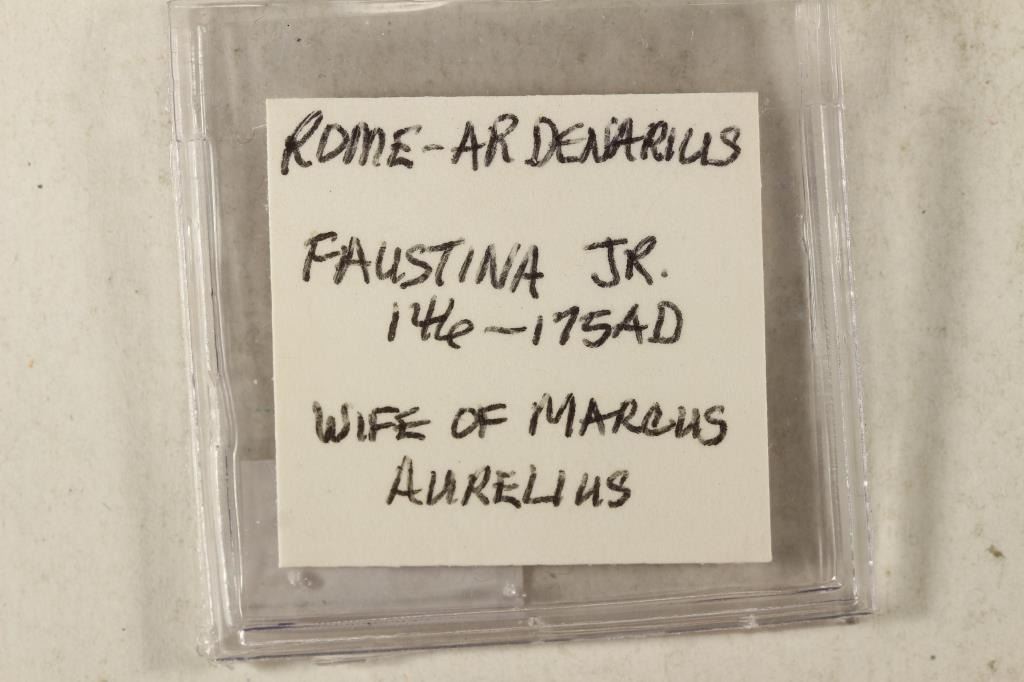 ROME-AR DENARIUS
FAUSTINA JR.
146-175AD
WIFE OF MARCUS
AURELIUS